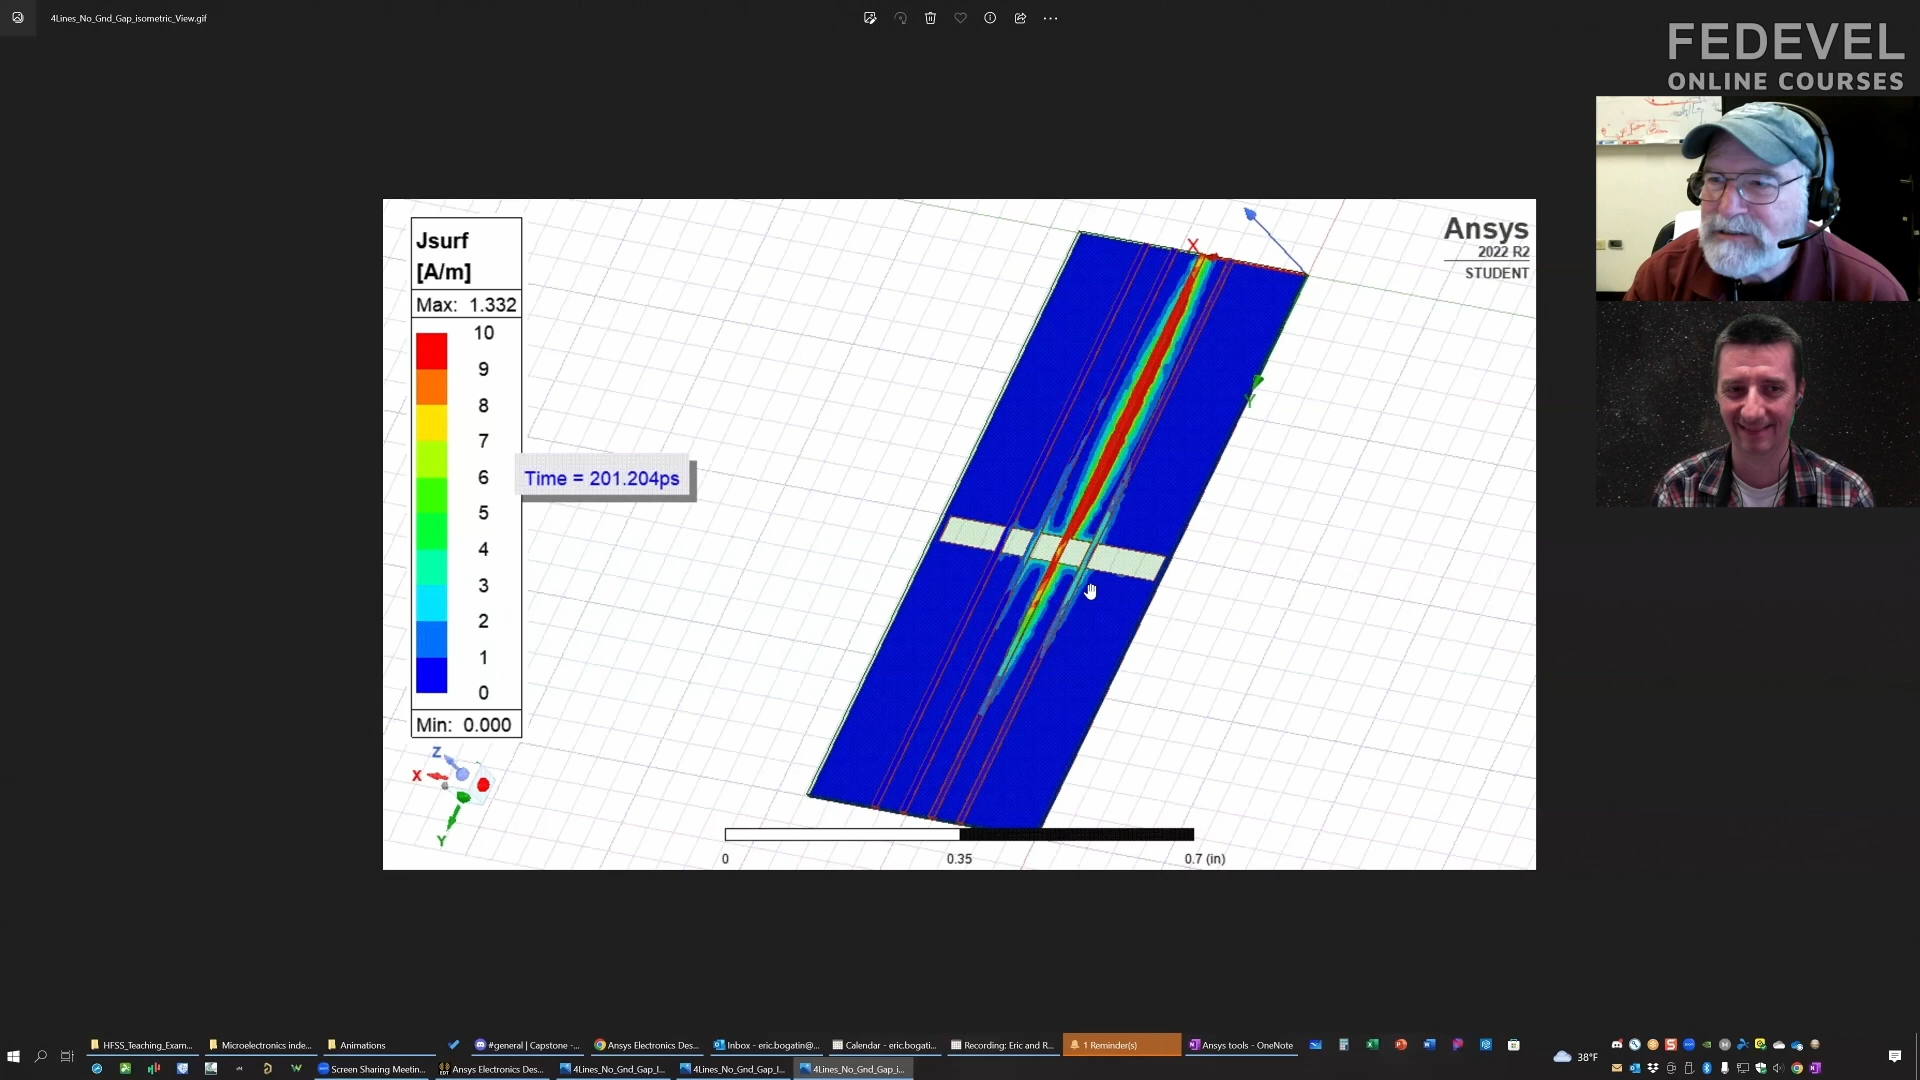 4Lines_No_Gnd_Gap_isometric_View.gif
FEDEVEL
ONLINE COURSES
Jsurf
[A/m]
Max: 1.332
10
9
8
7
6
5
4
3
2
1
0
Min: 0.000
Time = 201.204ps
Ansys
2022 R2
STUDENT
X
Y
Z
X
Y
0
0.35
0.7 (in)
HFSS_Teaching_Exam...
Microelectronics inde...
Animations
#general | Capstone -...
Ansys Electronics Des...
Inbox - eric.bogatin@...
Calendar - eric.bogati...
Recording: Eric and R...
1 Reminder(s)
Ansys tools - OneNote
38°F
Screen Sharing Meetin...
Ansys Electronics Des...
4Lines_No_Gnd_Gap_I...
4Lines_No_Gnd_Gap_I...
4Lines_No_Gnd_Gap_i...